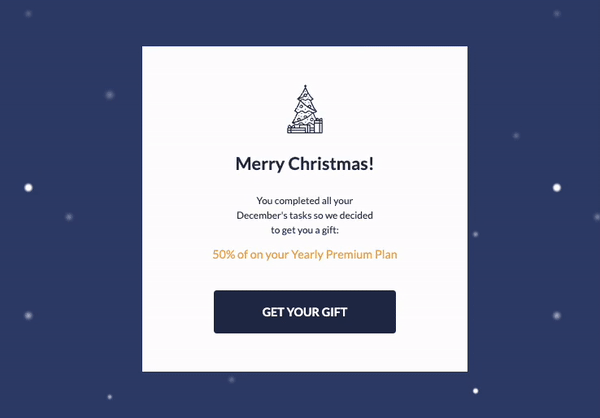 Merry Christmas!
You completed all your
December's tasks so we decided
to get you a gift:
50% of on your Yearly Premium Plan
GET YOUR GIFT